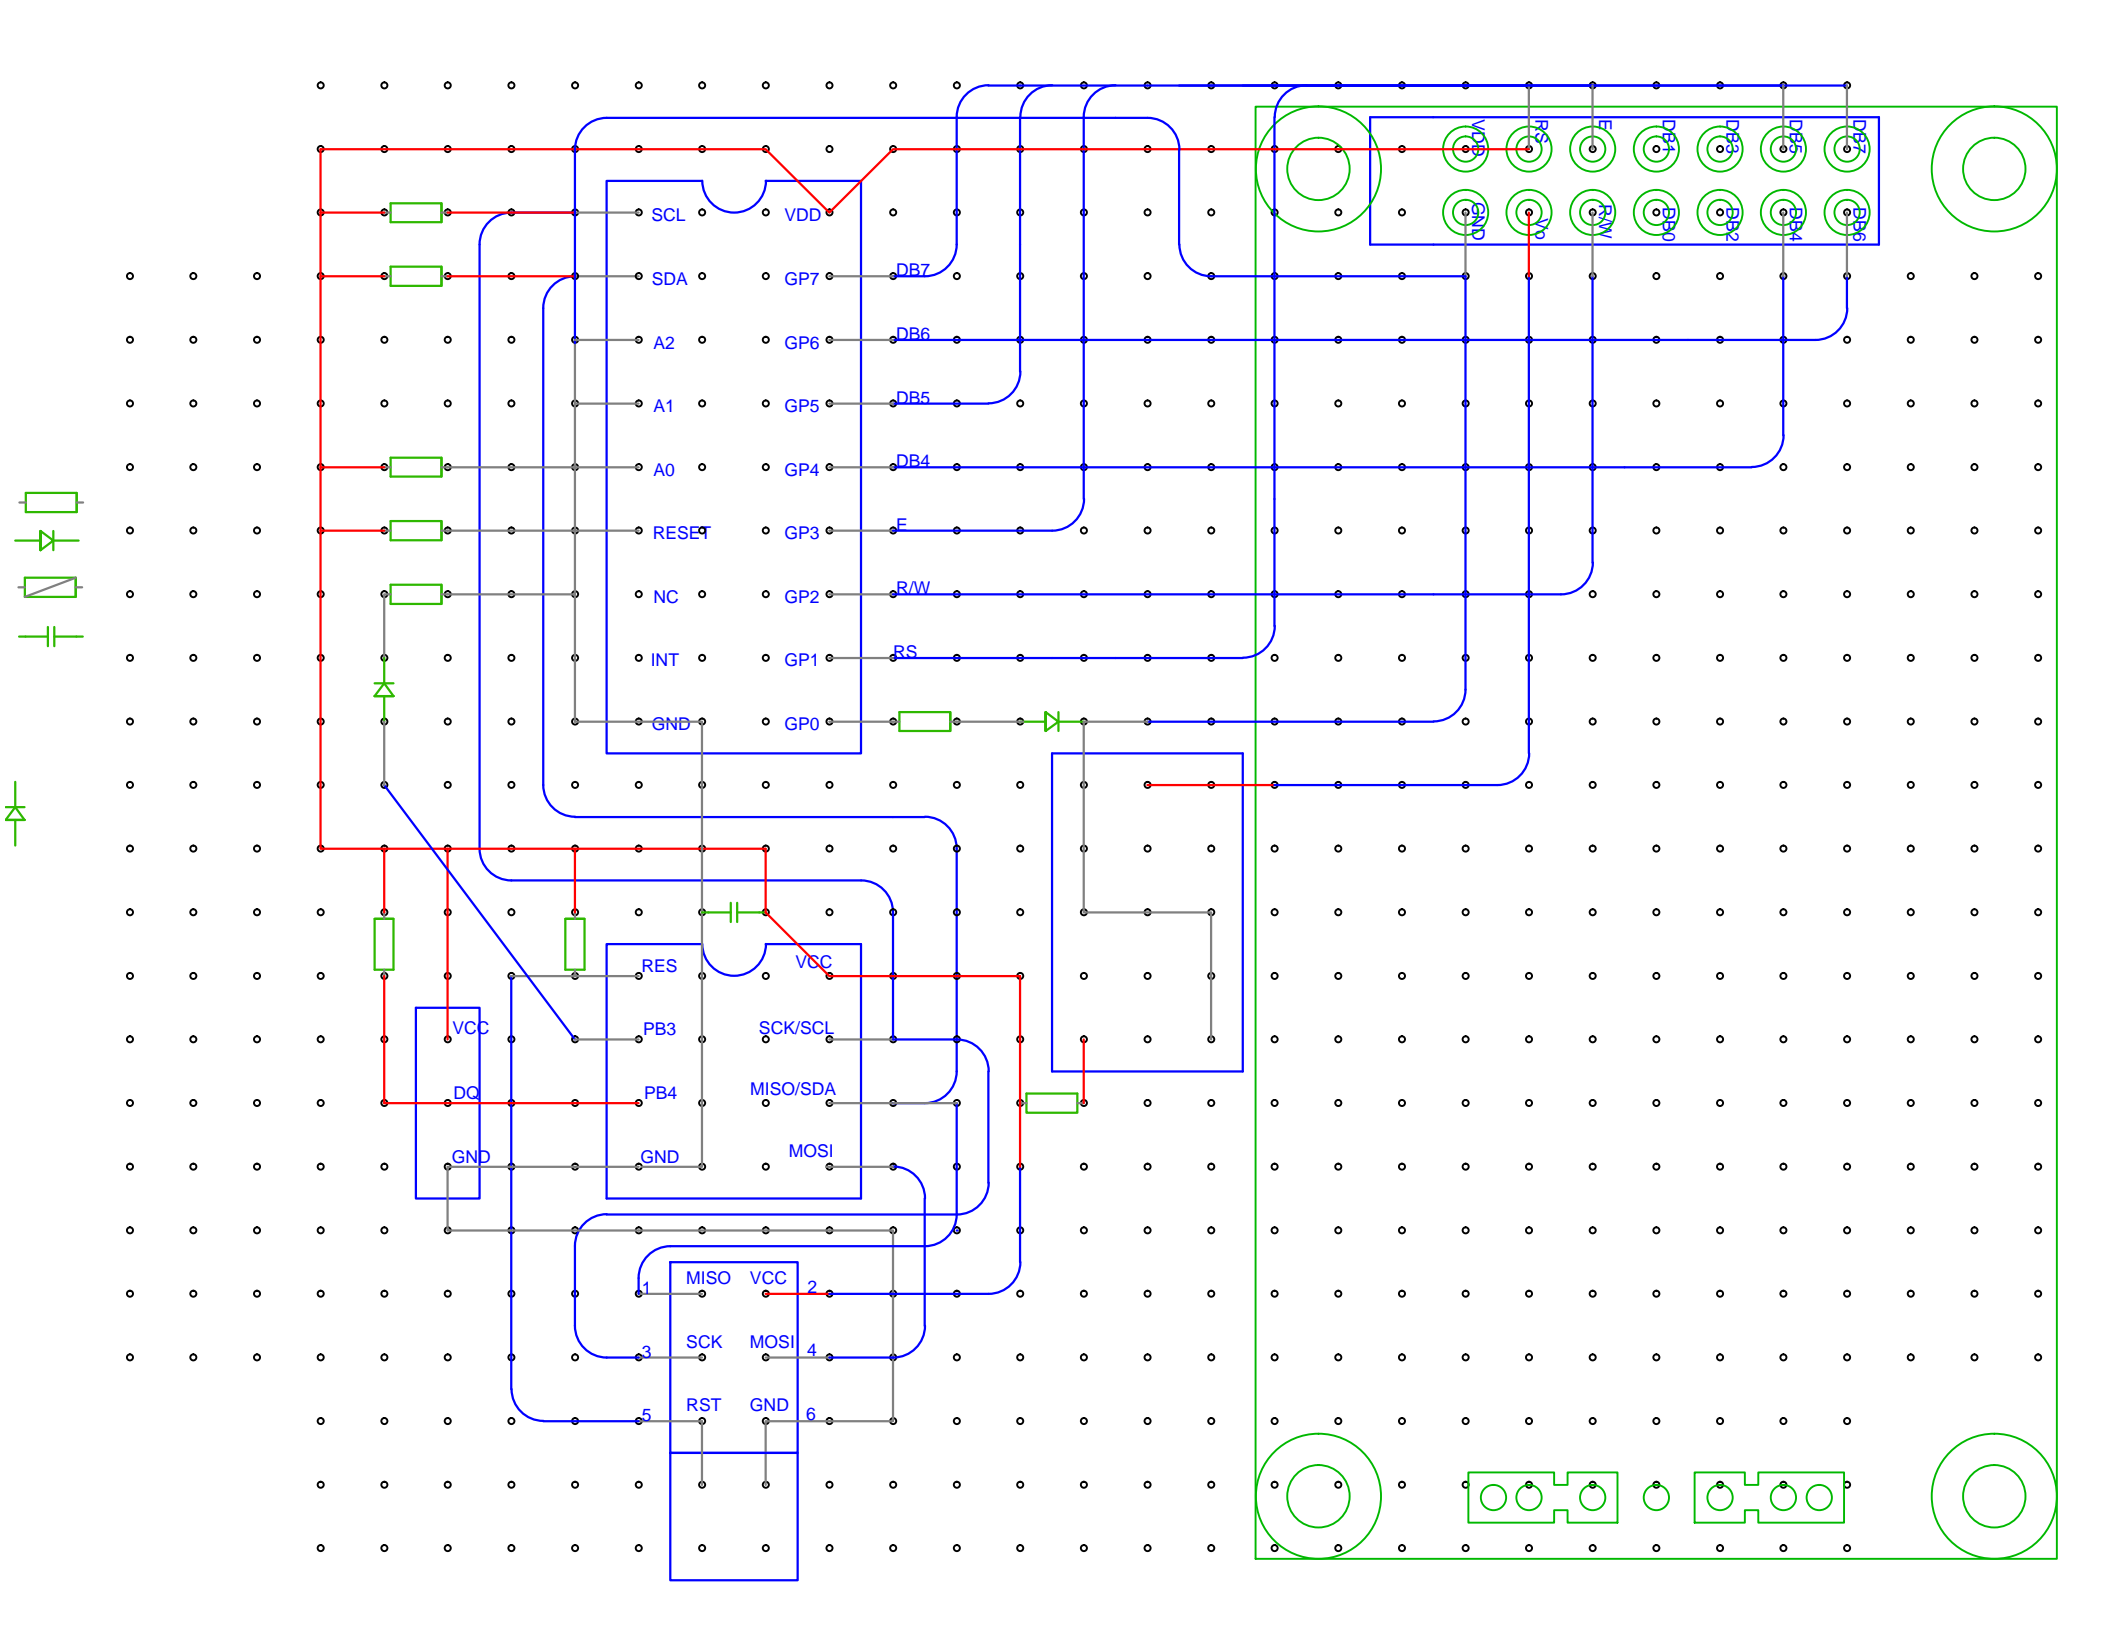 VDD RS E DB1 DB3 DB5 DB7
GND Vo R/W DB0 DB2 DB4 DB6
SCL VDD
SDA GP7 DB7
A2 GP6 DB6
A1 GP5 DB5
A0 GP4 DB4
RESET GP3 E
NC GP2 R/W
INT GP1 RS
GND GP0
RES VCC
VCC PB3 SCK/SCL
DQ PB4 MISO/SDA
GND GND MOSI
1 MISO VCC 2
3 SCK MOSI 4
5 RST GND 6